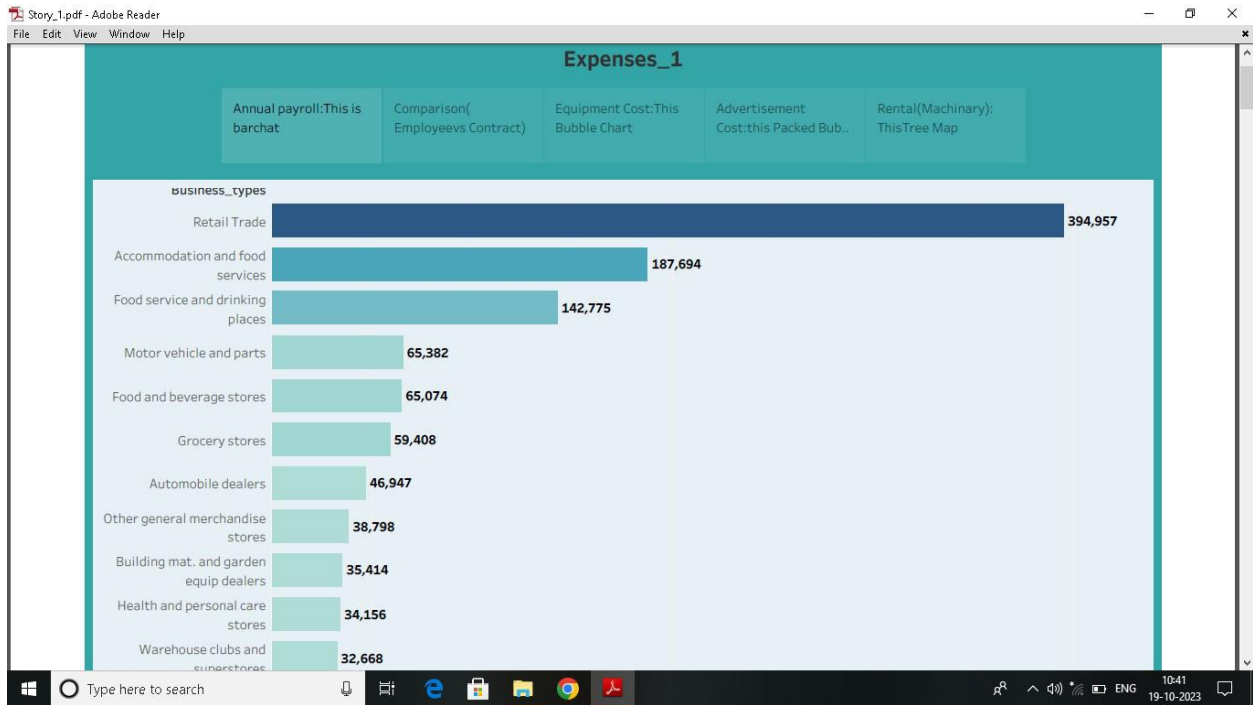 Story_1.pdf - Adobe Reader
File Edit View Window Help
Expenses_1
Annual payroll:This is
barchat
Comparison(
Employeevs Contract)
Equipment Cost:This
Bubble Chart
Advertisement
Cost:this Packed Bub..
Rental(Machinary):
ThisTree Map
Business_types
Retail Trade
394,957
Accommodation and food
services
187,694
Food service and drinking
places
142,775
Motor vehicle and parts
65,382
Food and beverage stores
65,074
Grocery stores
59,408
Automobile dealers
46,947
Other general merchandise
stores
38,798
Building mat. and garden
equip dealers
35,414
Health and personal care
stores
34,156
Warehouse clubs and
superstores
32,668
Type here to search
ENG
10:41
19-10-2023